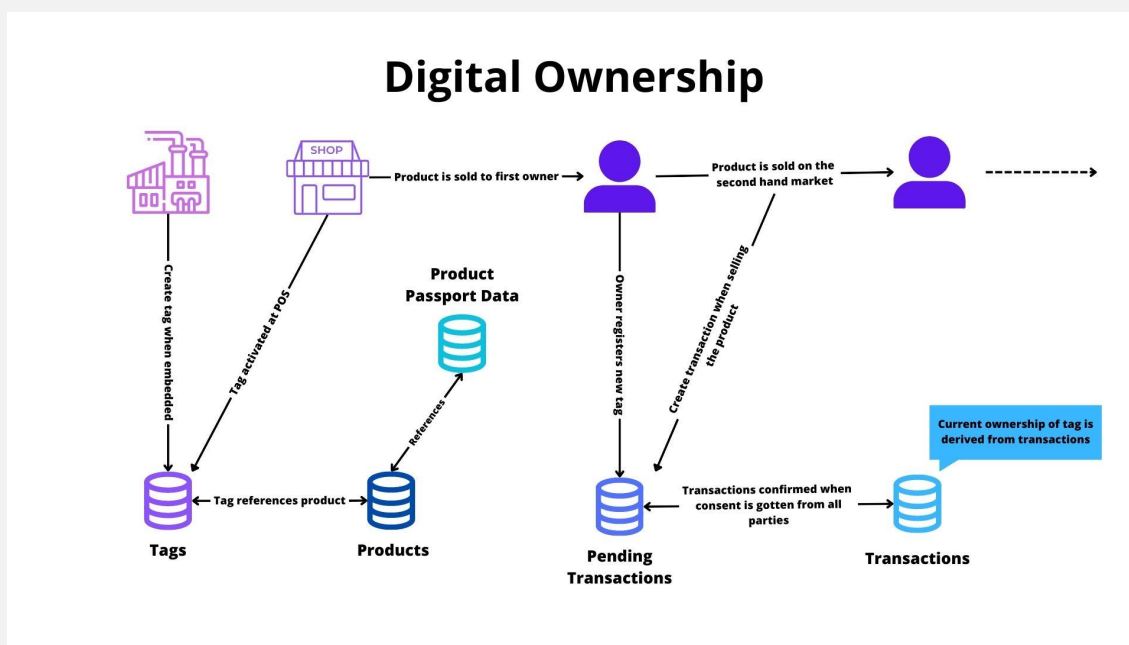 Digital Ownership
SHOP
Product is sold to first owner
Product is sold on the
second hand market
Create tag when embedded
Tag activated at POS
Product
Passport Data
References
Owner registers new tag
Create transaction when selling
the product
Current ownership of tag is
derived from transactions
Tag references product
Transactions confirmed when
consent is gotten from all
parties
Tags
Products
Pending
Transactions
Transactions